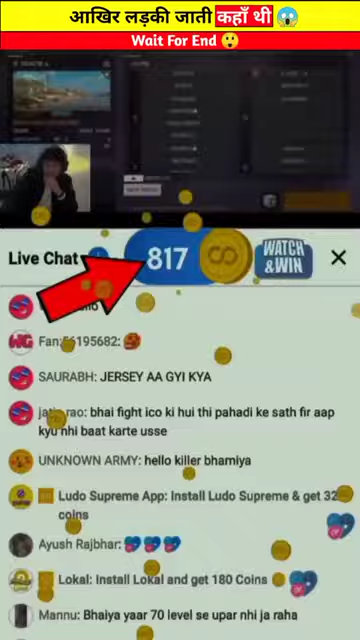 आखिर लड़की जाती कहाँ थी 😱
Wait For End 😲
Live Chat
817
WATCH
&WIN
Fan:56195682:
SAURABH: JERSEY AA GYI KYA
rao: bhai fight ico ki hui thi pahadi ke sath fir aap
kyu nhi baat karte usse
UNKNOWN ARMY: hello killer bhamiya
Ludo Supreme App: Install Ludo Supreme & get 32
coins
Ayush Rajbhar:
Lokal: Install Lokal and get 180 Coins
Mannu: Bhaiya yaar 70 level se upar nhi ja raha